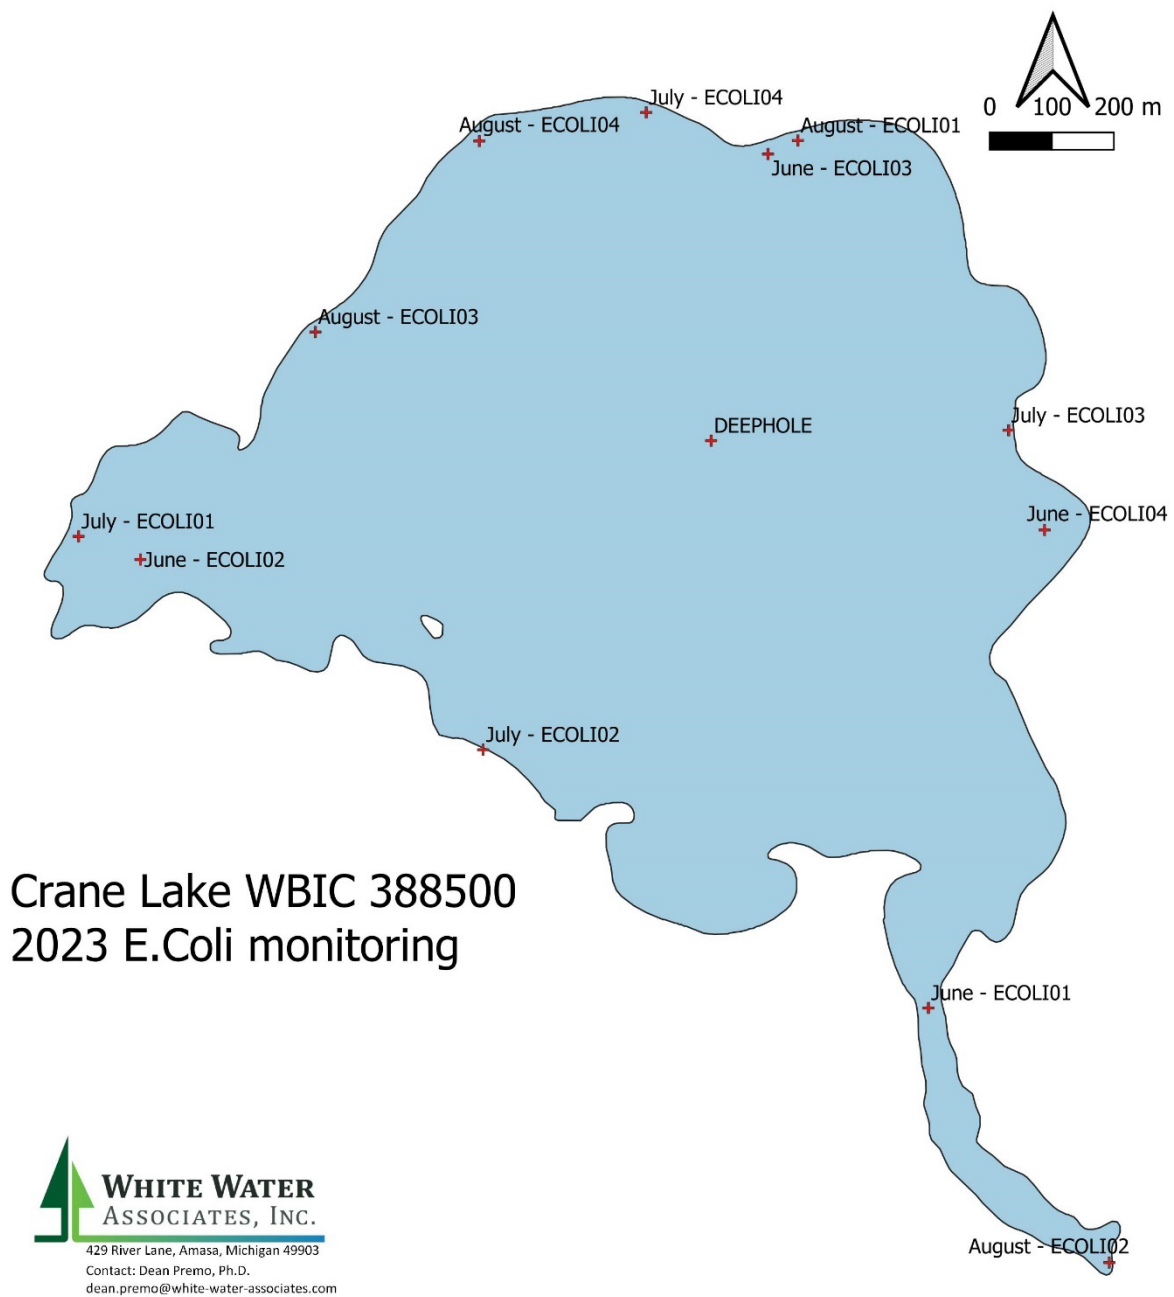 July - ECOLI04
0 100 200 m
August - ECOLI04
August - ECOLI01
June - ECOLI03
August - ECOLI03
July - ECOLI03
DEEPHOLE
June - ECOLI04
July - ECOLI01
June - ECOLI02
July - ECOLI02
Crane Lake WBIC 388500
2023 E.Coli monitoring
June - ECOLI01
WHITE WATER
ASSOCIATES, INC.
429 River Lane, Amasa, Michigan 49903
Contact: Dean Premo, Ph.D.
dean.premo@white-water-associates.com
August - ECOLI02